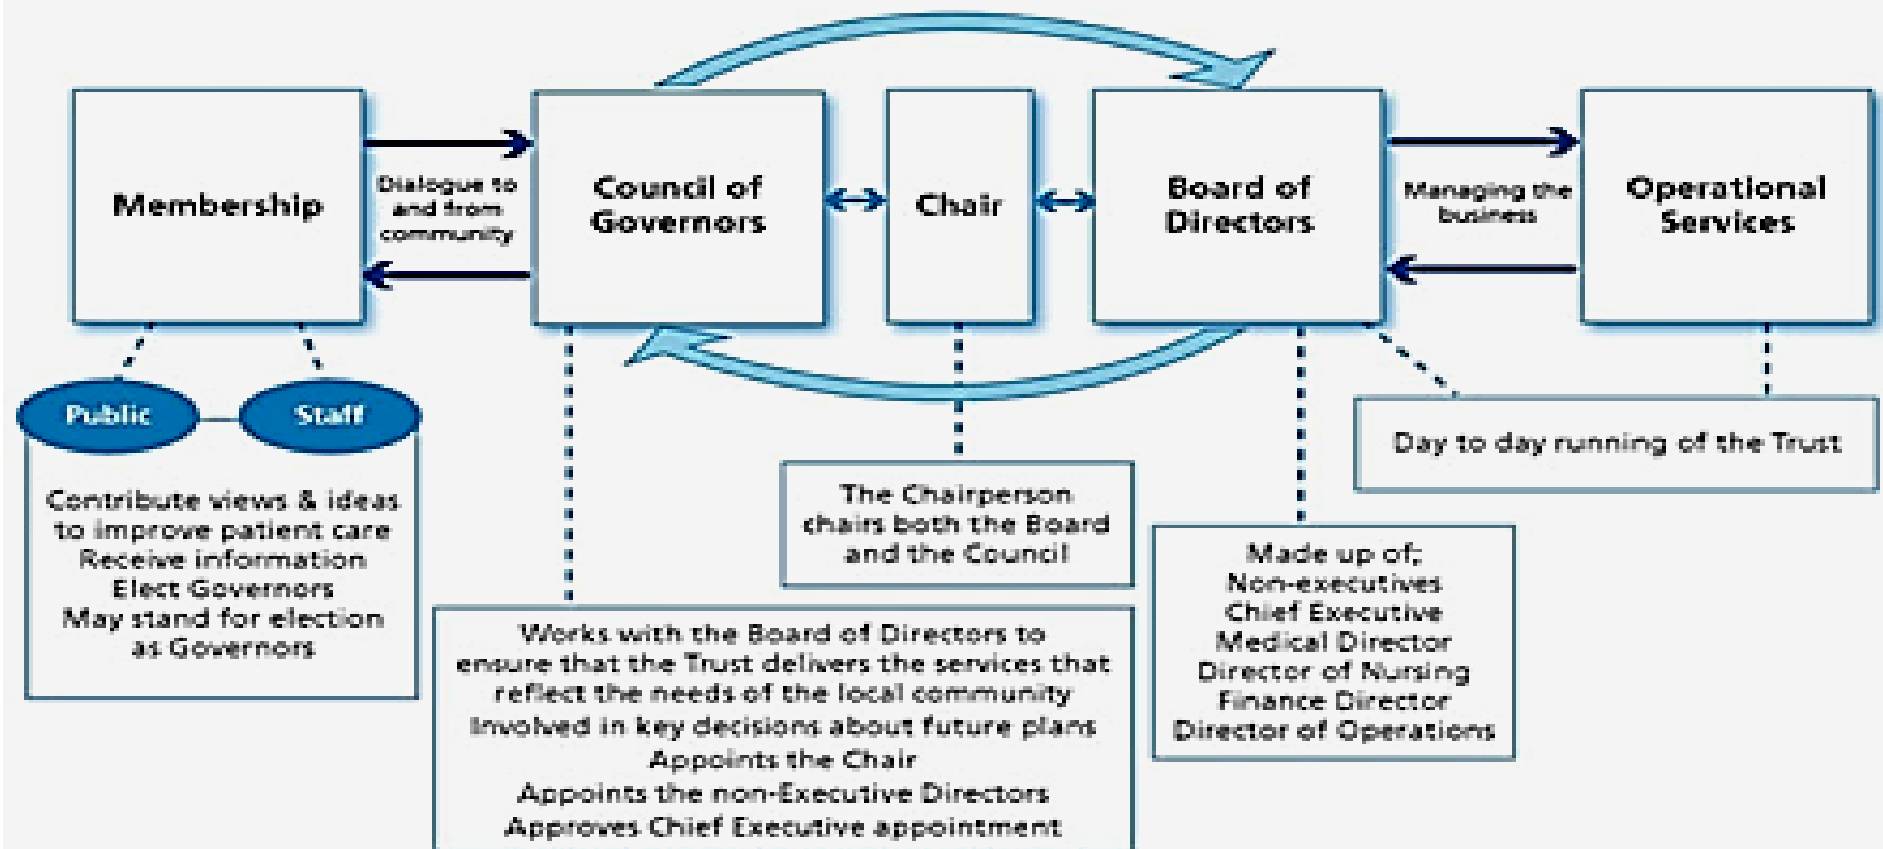 Membership
Dialogue to
and from
community
Council of
Governors
Chair
Board of
Directors
Managing the
business
Operational
Services
Public
Staff
Contribute views & ideas
to improve patient care
Receive information
Elect Governors
May stand for election
as Governors
Works with the Board of Directors to
ensure that the Trust delivers the services that
reflect the needs of the local community
Involved in key decisions about future plans
Appoints the Chair
Appoints the non-Executive Directors
Approves Chief Executive appointment
The Chairperson
chairs both the Board
and the Council
Made up of;
Non-executives
Chief Executive
Medical Director
Director of Nursing
Finance Director
Director of Operations
Day to day running of the Trust